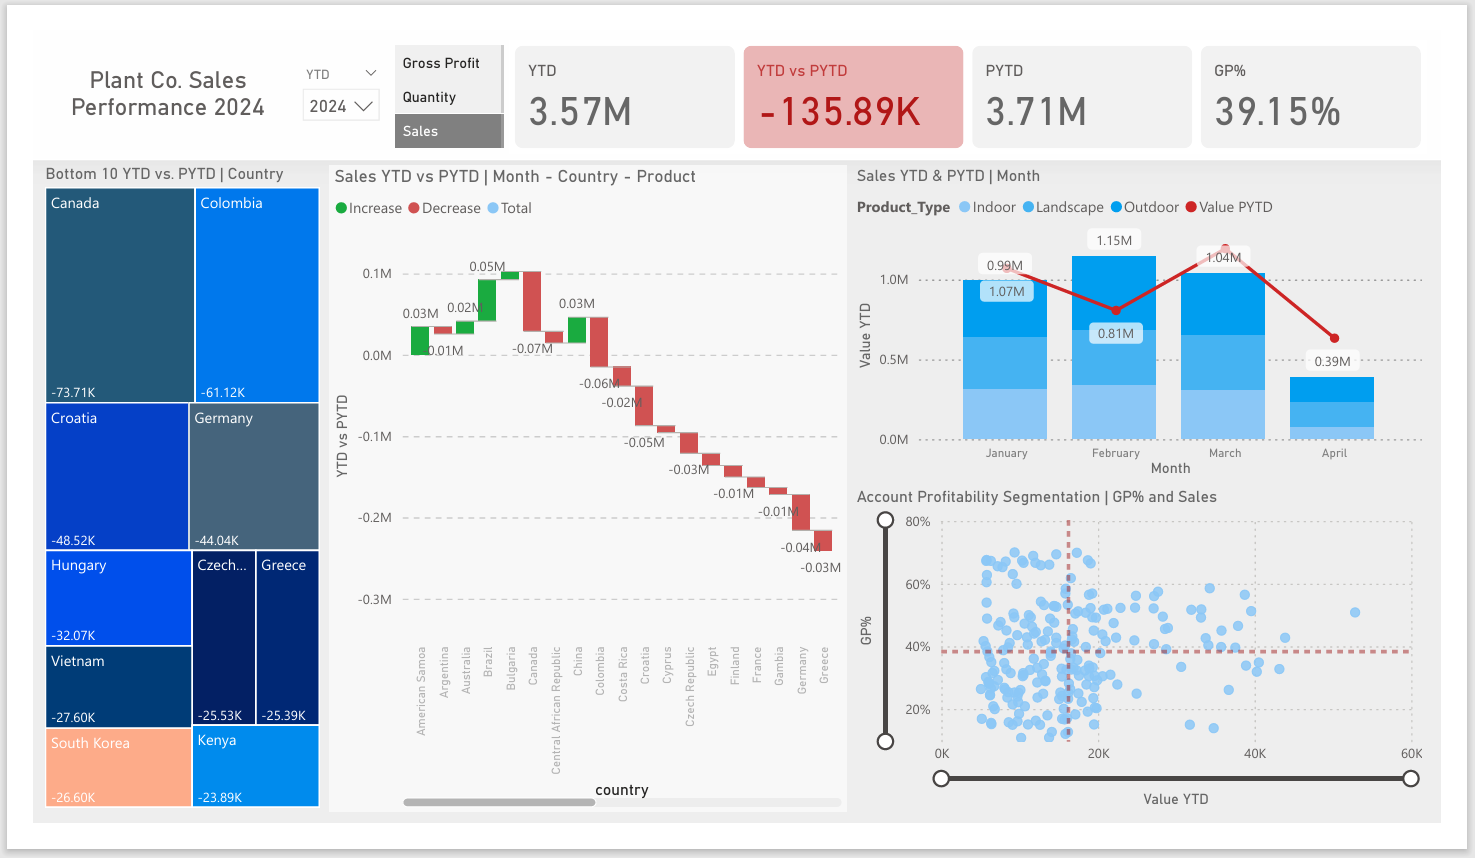 Plant Co. Sales
Performance 2024
YTD
2024
Gross Profit
Quantity
Sales
YTD
3.57M
YTD vs PYTD
-135.89K
PYTD
3.71M
GP%
39.15%
Bottom 10 YTD vs. PYTD | Country
Canada
-73.71K
Colombia
-61.12K
Croatia
-48.52K
Germany
-44.04K
Hungary
-32.07K
Czech...
-25.53K
Greece
-25.39K
Vietnam
-27.60K
South Korea
-26.60K
Kenya
-23.89K
Sales YTD vs PYTD | Month - Country - Product
Increase Decrease Total
YTD vs PYTD
0.1M
0.0M
-0.1M
-0.2M
-0.3M
0.03M
-0.01M
0.02M
0.05M
-0.07M
0.03M
-0.06M
-0.02M
-0.05M
-0.03M
-0.01M
-0.01M
-0.04M
-0.03M
American Samoa
Argentina
Australia
Brazil
Bulgaria
Canada
Central African Republic
China
Colombia
Costa Rica
Croatia
Cyprus
Czech Republic
Egypt
Finland
France
Gambia
Germany
Greece
country
Sales YTD & PYTD | Month
Product_Type Indoor Landscape Outdoor Value PYTD
Value YTD
1.0M
0.5M
0.0M
0.99M
1.07M
1.15M
0.81M
1.04M
0.39M
January
February
March
April
Month
Account Profitability Segmentation | GP% and Sales
GP%
80%
60%
40%
20%
0K
20K
40K
60K
Value YTD